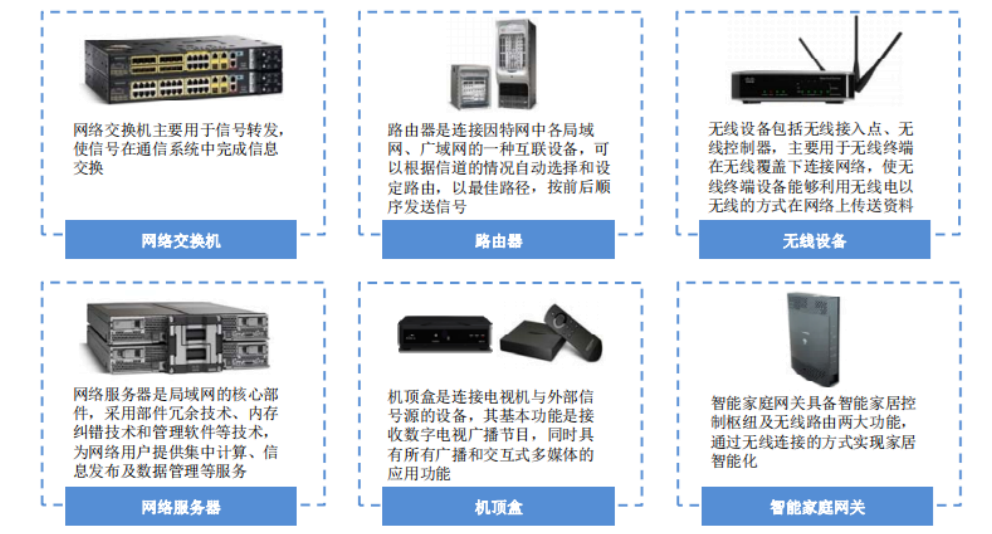 网络交换机主要用于信号转发,
使信号在通信系统中完成信息
交换
网络交换机
路由器是连接因特网中各局域
网、广域网的一种互联设备,可
以根据信道的情况自动选择和设
定路由,以最佳路径,按前后顺
序发送信号
路由器
无线设备包括无线接入点、无
线控制器,主要用于无线终端
在无线覆盖下连接网络,使无
线终端设备能够利用无线电以
无线的方式在网络上传送资料
无线设备
网络服务器是局域网的核心部
件,采用部件冗余技术、内存
纠错技术和管理软件等技术,
为网络用户提供集中计算、信
息发布及数据管理等服务
网络服务器
机顶盒是连接电视机与外部信
号源的设备,其基本功能是接
收数字电视广播节目,同时具
有所有广播和交互式多媒体的
应用功能
机顶盒
智能家庭网关具备智能家居控
制枢纽及无线路由两大功能,
通过无线连接的方式实现家居
智能化
智能家庭网关